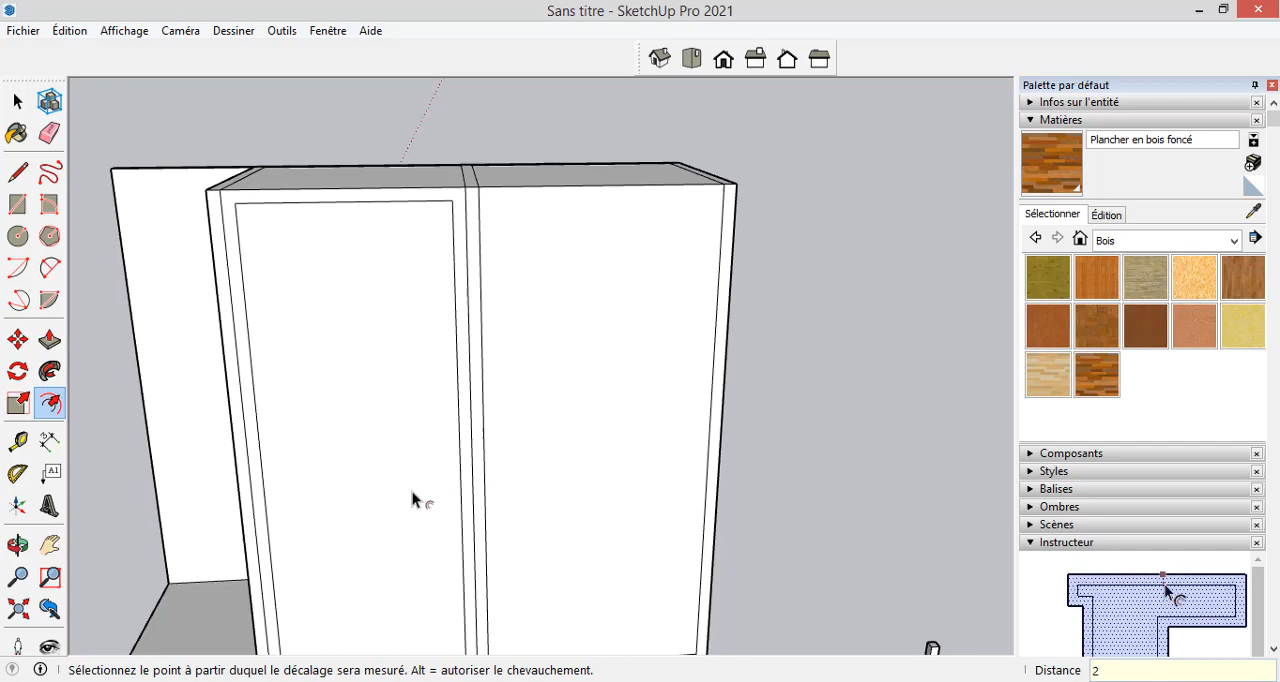 Sans titre - SketchUp Pro 2021
Fichier Édition Affichage Caméra Dessiner Outils Fenêtre Aide
Palette par défaut
Infos sur l'entité
Matières
Plancher en bois foncé
Sélectionner Édition
Bois
A1
Composants
Styles
Balises
Ombres
Scènes
Instructeur
Sélectionnez le point à partir duquel le décalage sera mesuré. Alt = autoriser le chevauchement.
Distance 2